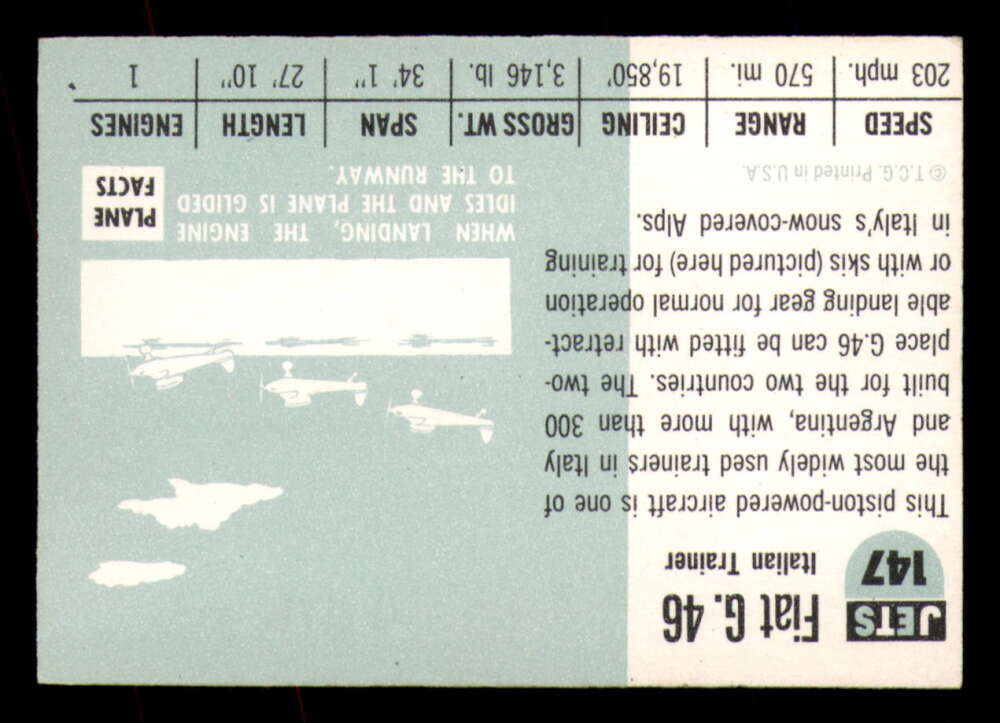 JETS
147
Fiat G. 46
Italian Trainer
This piston-powered aircraft is one of
the most widely used trainers in Italy
and Argentina, with more than 300
built for the two countries. The two-
place G.46 can be fitted with retract-
able landing gear for normal operation
or with skis (pictured here) for training
in Italy's snow-covered Alps.
© T.C.G. Printed in U.S.A.
PLANE
FACTS
WHEN LANDING, THE ENGINE
IDLES AND THE PLANE IS GLIDED
TO THE RUNWAY.
SPEED RANGE CEILING GROSS WT. SPAN LENGTH ENGINES
203 mph. 570 mi. 19,850' 3,146 lb. 34' 1" 27' 10" 1